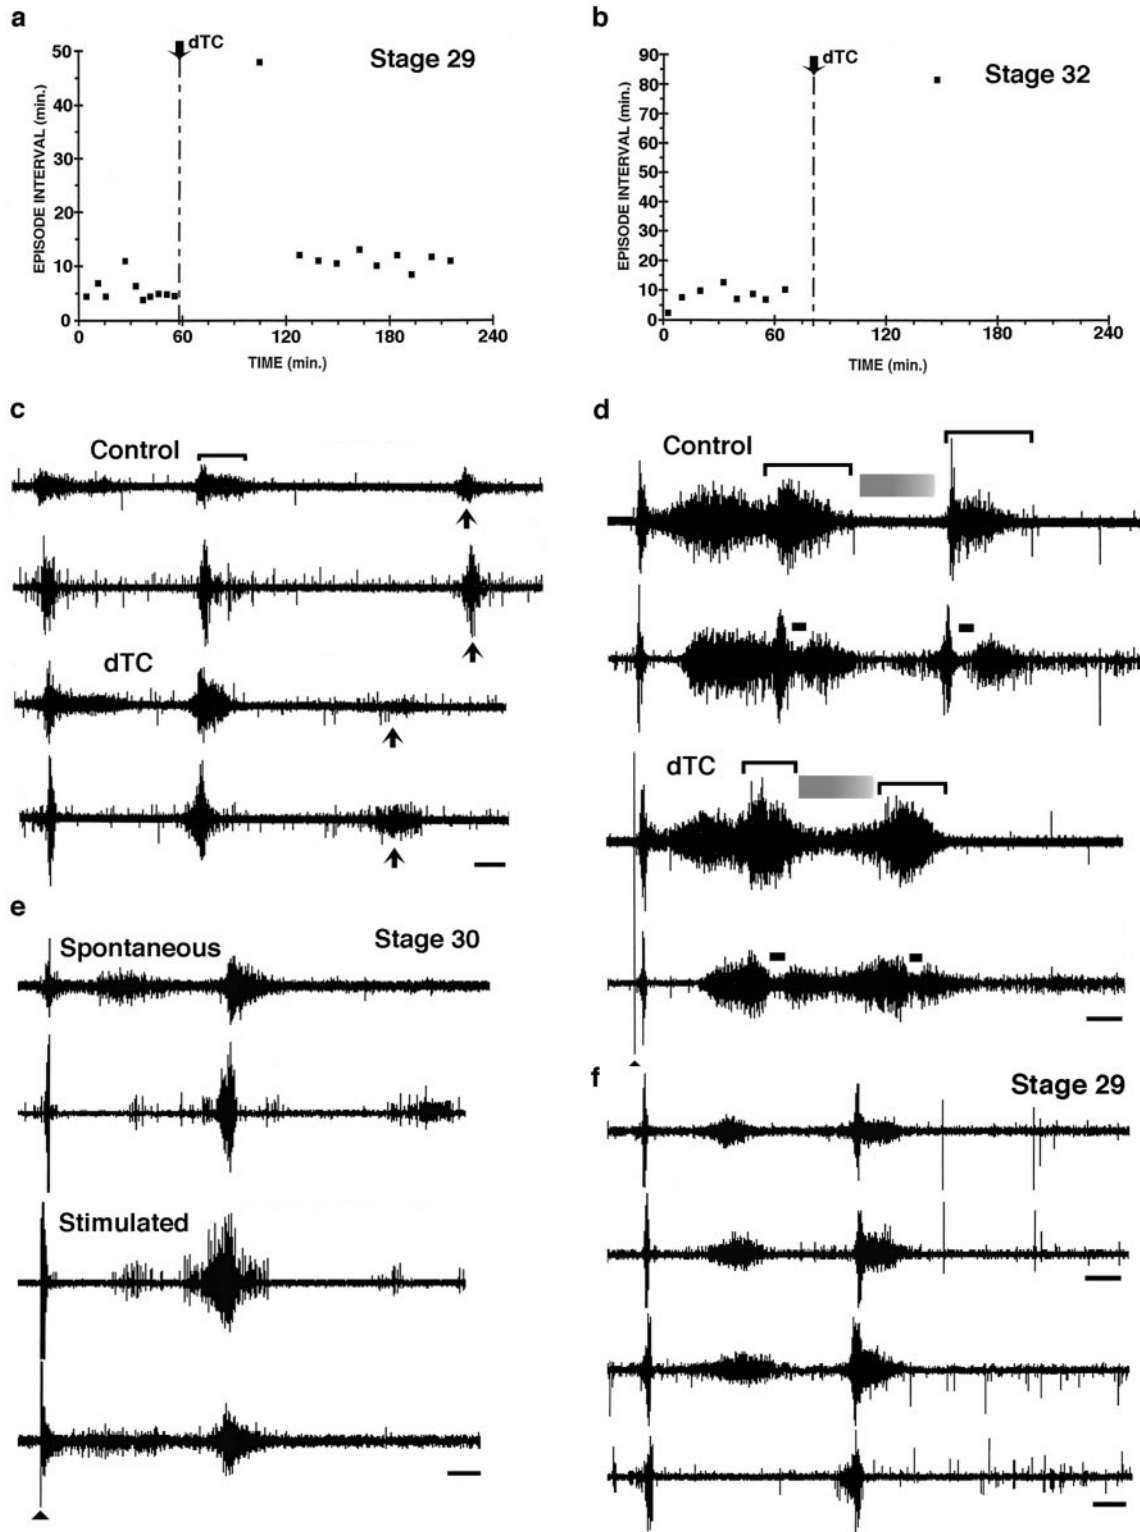 a
dTC
Stage 29
EPISODE INTERVAL (min.)
50
40
30
20
10
0
0 60 120 180 240
TIME (min.)
b
dTC
Stage 32
EPISODE INTERVAL (min.)
90
80
70
60
50
40
30
20
10
0
0 60 120 180 240
TIME (min.)
c
Control
dTC
d
Control
dTC
e
Spontaneous
Stage 30
Stimulated
f
Stage 29